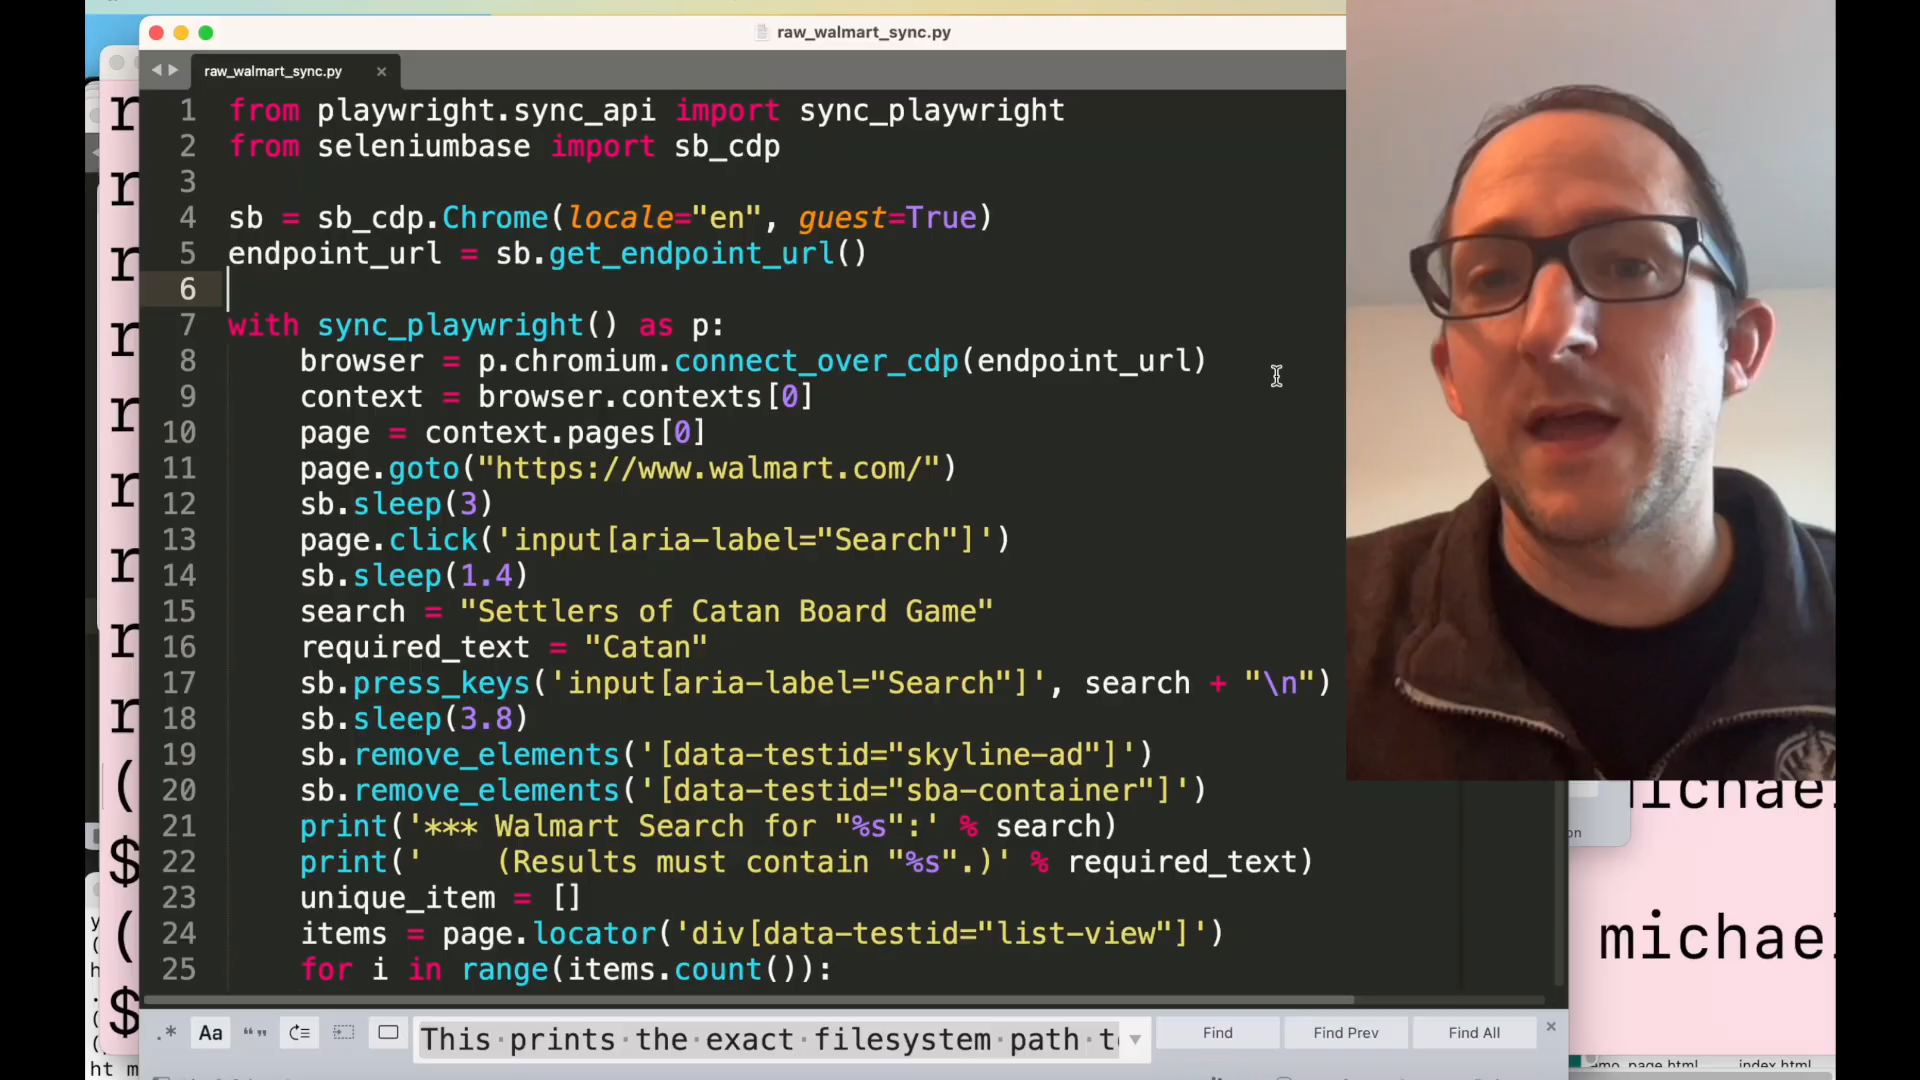 raw_walmart_sync.py
raw_walmart_sync.py
1 from playwright.sync_api import sync_playwright
2 from seleniumbase import sb_cdp
3
4 sb = sb_cdp.Chrome(locale="en", guest=True)
5 endpoint_url = sb.get_endpoint_url()
6
7 with sync_playwright() as p:
8 browser = p.chromium.connect_over_cdp(endpoint_url)
9 context = browser.contexts[0]
10 page = context.pages[0]
11 page.goto("https://www.walmart.com/")
12 sb.sleep(3)
13 page.click('input[aria-label="Search"]')
14 sb.sleep(1.4)
15 search = "Settlers of Catan Board Game"
16 required_text = "Catan"
17 sb.press_keys('input[aria-label="Search"]', search + "\n")
18 sb.sleep(3.8)
19 sb.remove_elements('[data-testid="skyline-ad"]')
20 sb.remove_elements('[data-testid="sba-container"]')
21 print('*** Walmart Search for "%s":' % search)
22 print('    (Results must contain "%s".)' % required_text)
23 unique_item = []
24 items = page.locator('div[data-testid="list-view"]')
25 for i in range(items.count()):
.* Aa “ ”
This prints the exact filesystem path t
Find
Find Prev
Find All
michael
michael
index.html